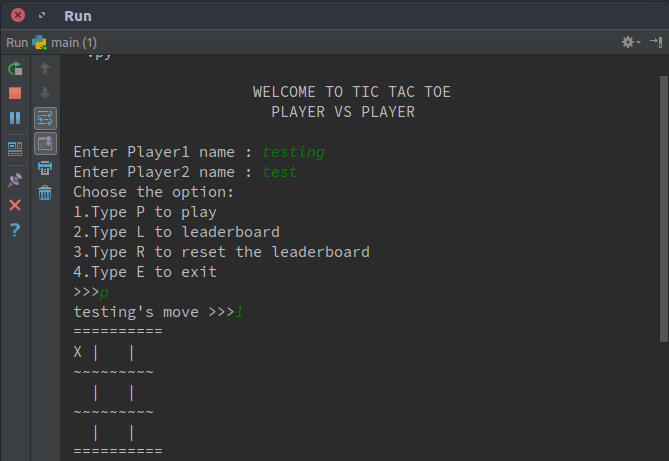 Run
Run main (1)
.py
WELCOME TO TIC TAC TOE
PLAYER VS PLAYER
Enter Player1 name : testing
Enter Player2 name : test
Choose the option:
1.Type P to play
2.Type L to leaderboard
3.Type R to reset the leaderboard
4.Type E to exit
>>>p
testing's move >>>1
==========
X |   |
~~~~~~~~~
  |   |
~~~~~~~~~
  |   |
==========